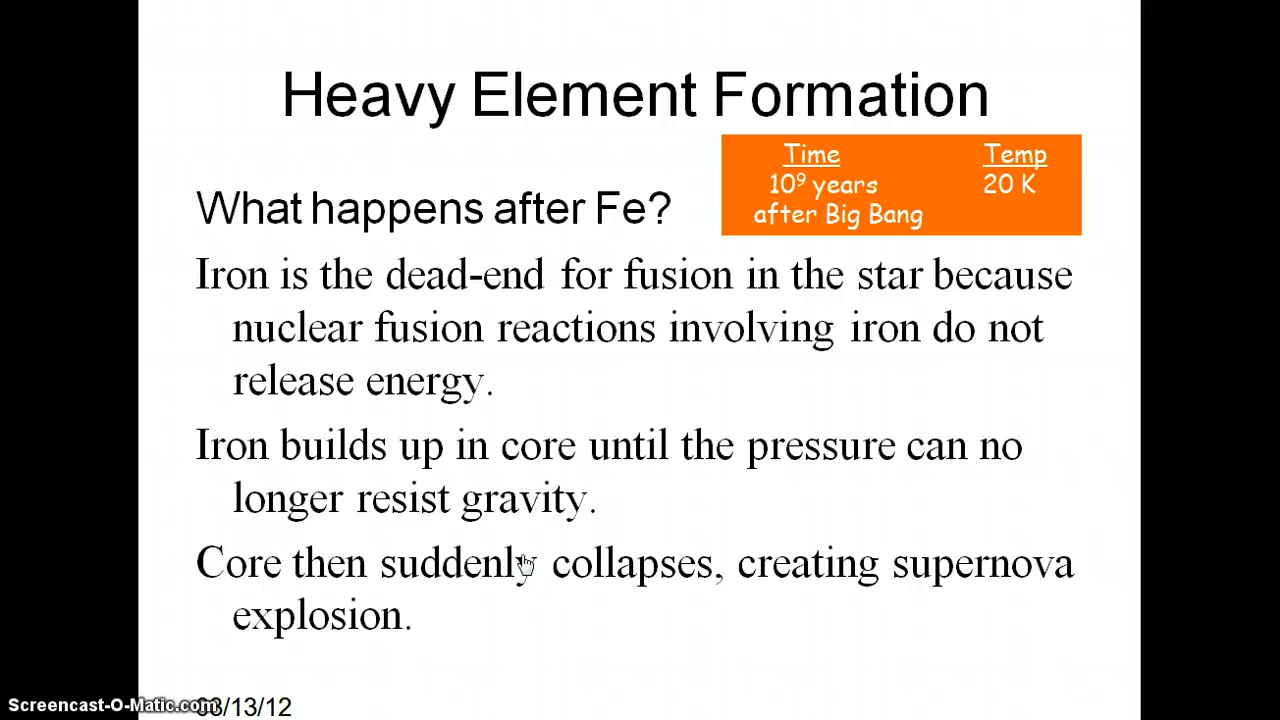 Heavy Element Formation
Time Temp
10⁹ years 20 K
after Big Bang
What happens after Fe?
Iron is the dead-end for fusion in the star because
nuclear fusion reactions involving iron do not
release energy.
Iron builds up in core until the pressure can no
longer resist gravity.
Core then suddenly collapses, creating supernova
explosion.
Screencast-O-Matic.com
/13/12